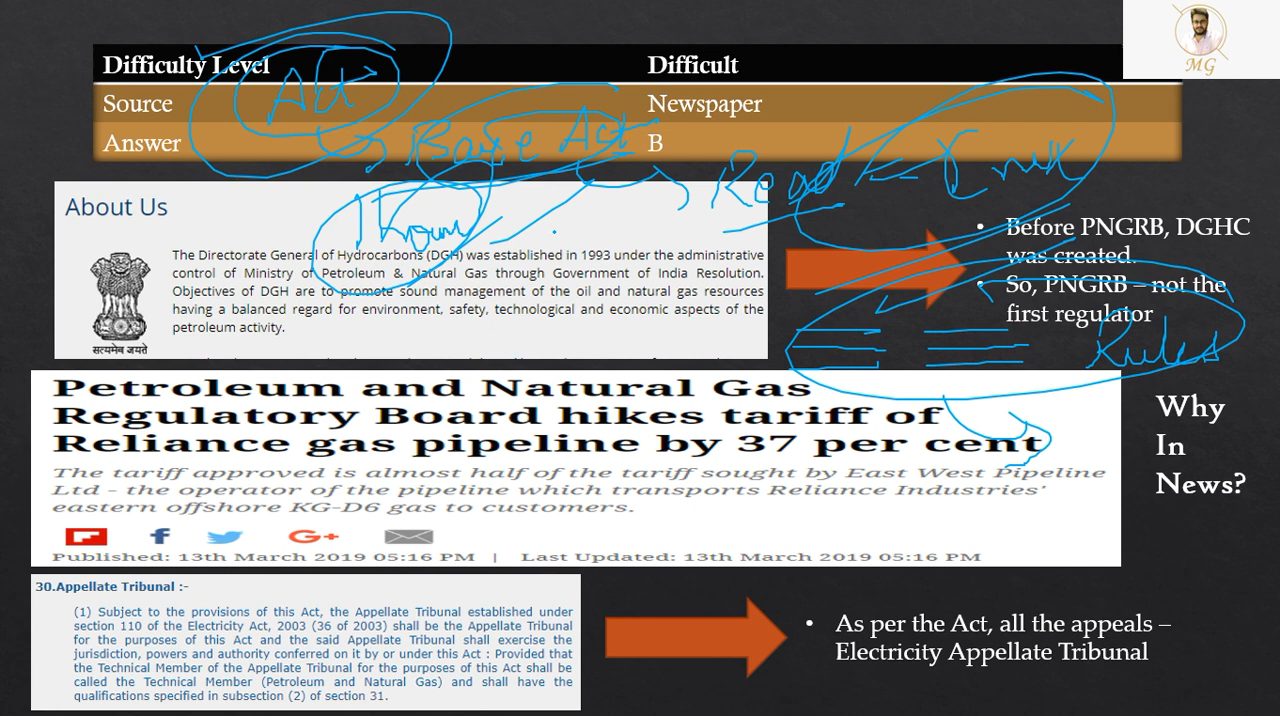 MG
Difficulty Level Difficult
Source Newspaper
Answer B
Act
Bare Act
Read
Rules
About Us
The Directorate General of Hydrocarbons (DGH) was established in 1993 under the administrative
control of Ministry of Petroleum & Natural Gas through Government of India Resolution.
Objectives of DGH are to promote sound management of the oil and natural gas resources
having a balanced regard for environment, safety, technological and economic aspects of the
petroleum activity.
सत्यमेव जयते
• Before PNGRB, DGHC
was created.
• So, PNGRB – not the
first regulator
Petroleum and Natural Gas
Regulatory Board hikes tariff of
Reliance gas pipeline by 37 per cent
The tariff approved is almost half of the tariff sought by East West Pipeline
Ltd - the operator of the pipeline which transports Reliance Industries'
eastern offshore KG-D6 gas to customers.
G+
Published: 13th March 2019 05:16 PM | Last Updated: 13th March 2019 05:16 PM
Why
In
News?
30.Appellate Tribunal :-
(1) Subject to the provisions of this Act, the Appellate Tribunal established under
section 110 of the Electricity Act, 2003 (36 of 2003) shall be the Appellate Tribunal
for the purposes of this Act and the said Appellate Tribunal shall exercise the
jurisdiction, powers and authority conferred on it by or under this Act : Provided that
the Technical Member of the Appellate Tribunal for the purposes of this Act shall be
called the Technical Member (Petroleum and Natural Gas) and shall have the
qualifications specified in subsection (2) of section 31.
• As per the Act, all the appeals –
Electricity Appellate Tribunal